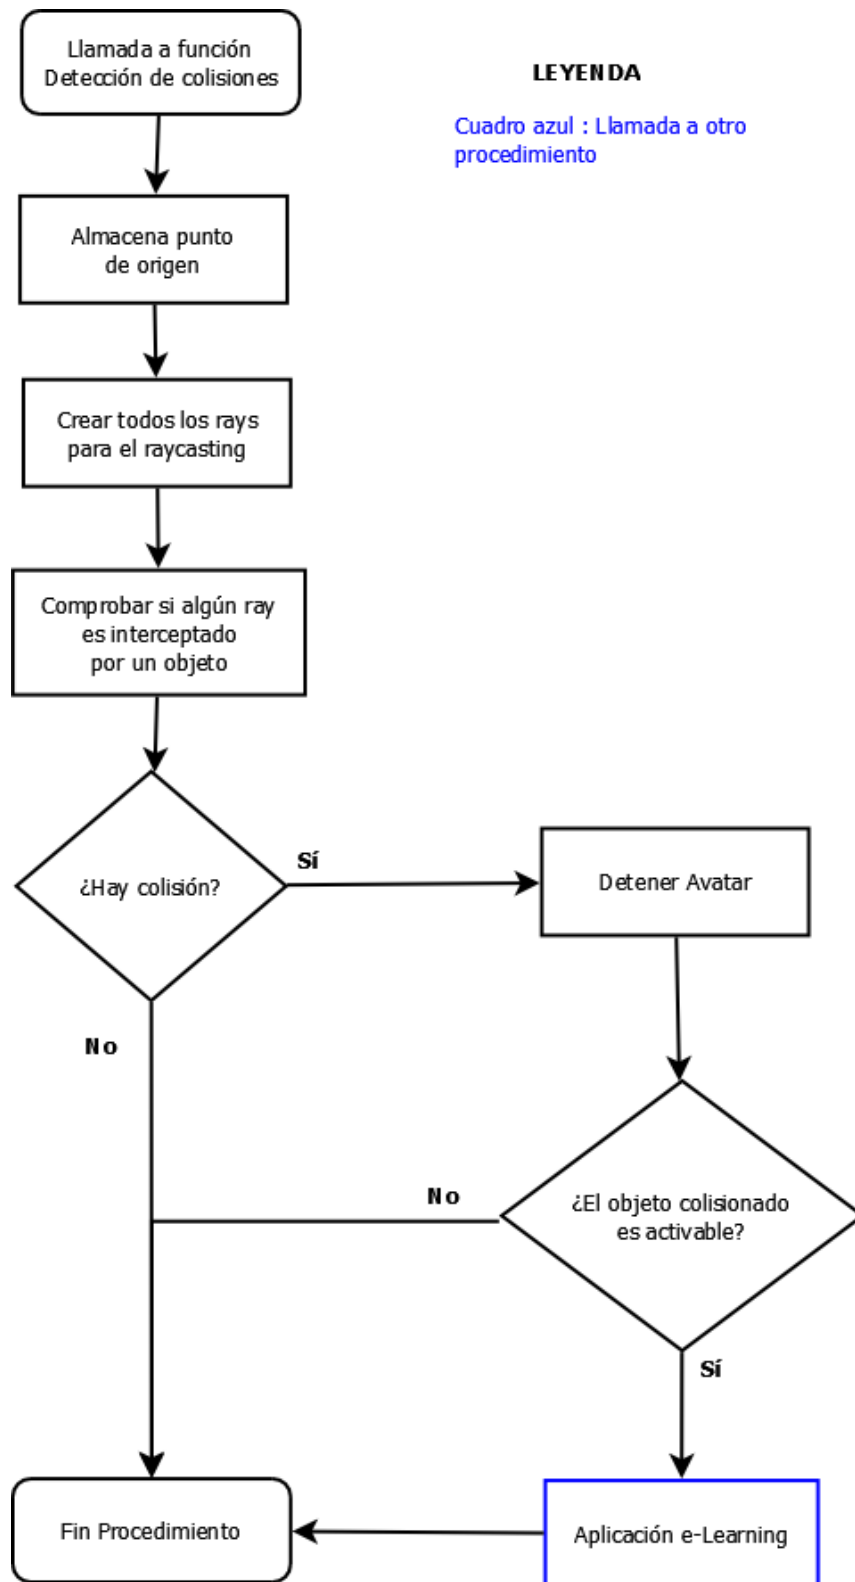 Llamada a función
Detección de colisiones
LEYENDA
Cuadro azul : Llamada a otro
procedimiento
Almacena punto
de origen
Crear todos los rays
para el raycasting
Comprobar si algún ray
es interceptado
por un objeto
¿Hay colisión?
Sí
Detener Avatar
No
No
¿El objeto colisionado
es activable?
Sí
Fin Procedimiento
Aplicación e-Learning